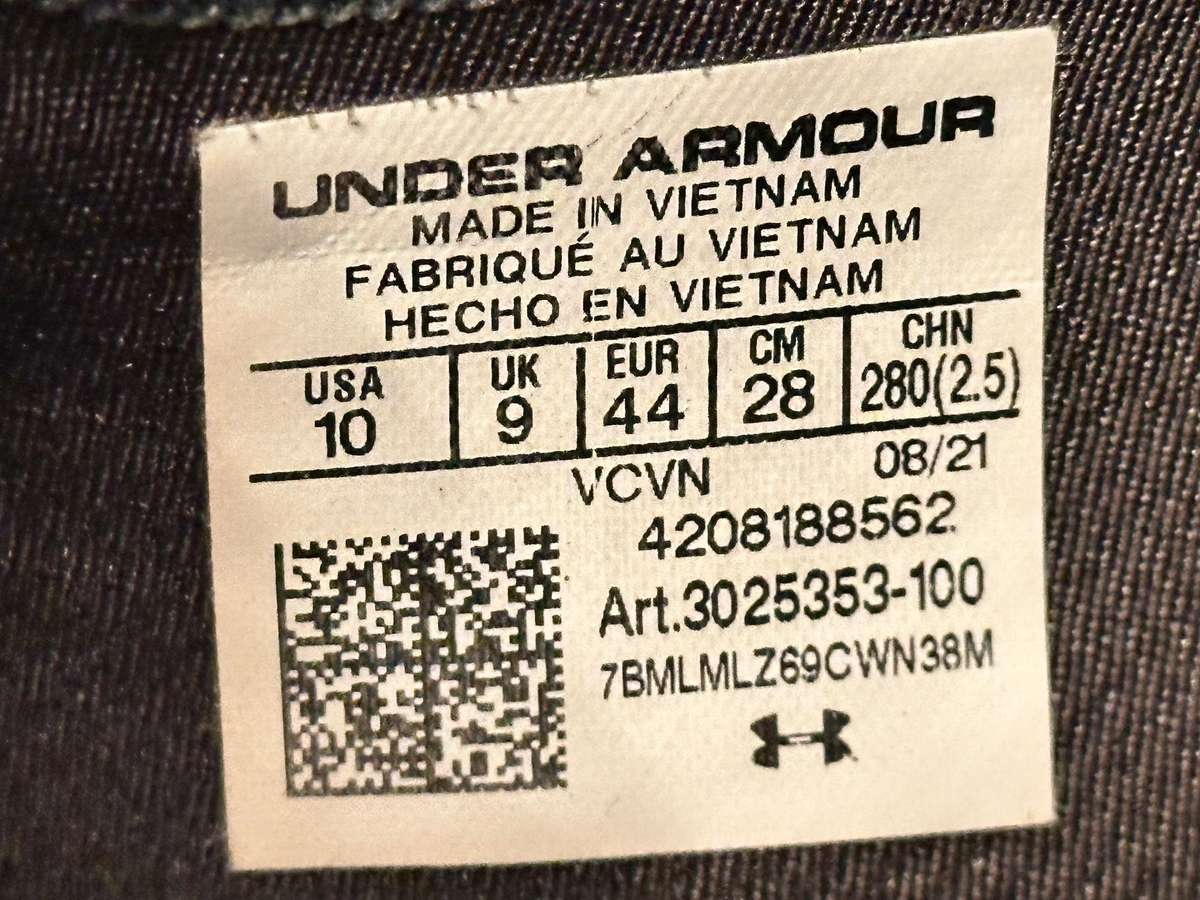 UNDER ARMOUR
MADE IN VIETNAM
FABRIQUÉ AU VIETNAM
HECHO EN VIETNAM
USA UK EUR CM CHN
10 9 44 28 280(2.5)
VCVN 08/21
4208188562
Art.3025353-100
7BMLMLZ69CWN38M